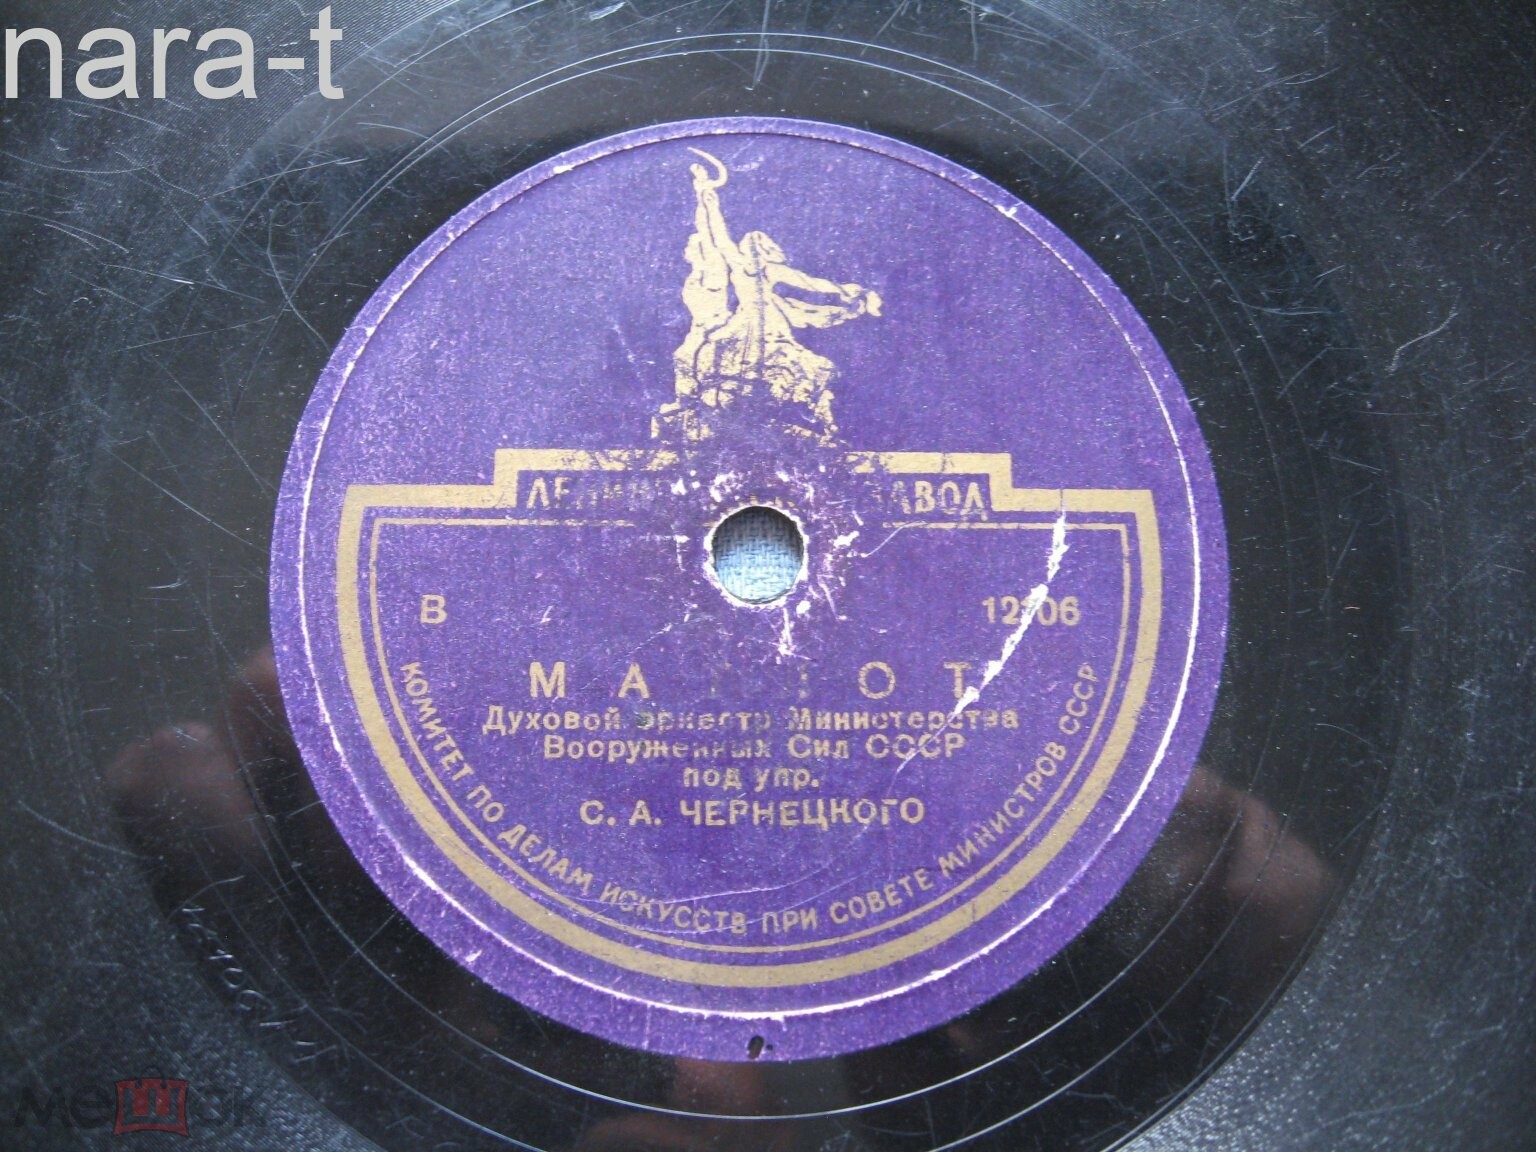 nara-t
ЗАВОД
В
Духовой оркестр Министерства
Вооруженных Сил СССР
под упр.
С. А. ЧЕРНЕЦКОГО
КОМИТЕТ ПО ДЕЛАМ ИСКУССТВ ПРИ СОВЕТЕ МИНИСТРОВ СССР
мешок